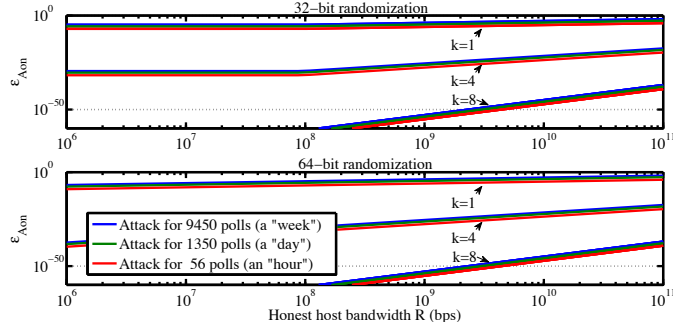 32−bit randomization
10^0
ε_Aon
10^−50
k=1
k=4
k=8
10^6 10^7 10^8 10^9 10^10 10^11
64−bit randomization
10^0
ε_Aon
10^−50
k=1
k=4
k=8
Attack for 9450 polls (a "week")
Attack for 1350 polls (a "day")
Attack for 56 polls (an "hour")
10^6 10^7 10^8 10^9 10^10 10^11
Honest host bandwidth R (bps)